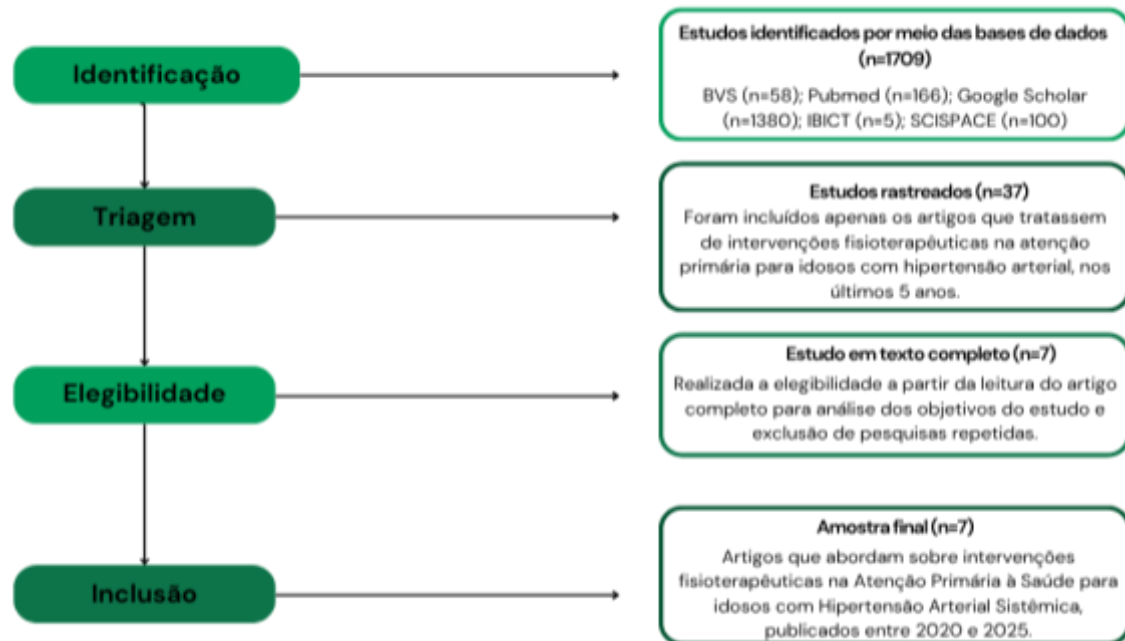 Identificação
Estudos identificados por meio das bases de dados
(n=1709)
BVS (n=58); Pubmed (n=166); Google Scholar
(n=1380); IBICT (n=5); SCISPACE (n=100)
Triagem
Estudos rastreados (n=37)
Foram incluídos apenas os artigos que tratassem
de intervenções fisioterapêuticas na atenção
primária para idosos com hipertensão arterial, nos
últimos 5 anos.
Elegibilidade
Estudo em texto completo (n=7)
Realizada a elegibilidade a partir da leitura do artigo
completo para análise dos objetivos do estudo e
exclusão de pesquisas repetidas.
Inclusão
Amostra final (n=7)
Artigos que abordam sobre intervenções
fisioterapêuticas na Atenção Primária à Saúde para
idosos com Hipertensão Arterial Sistêmica,
publicados entre 2020 e 2025.